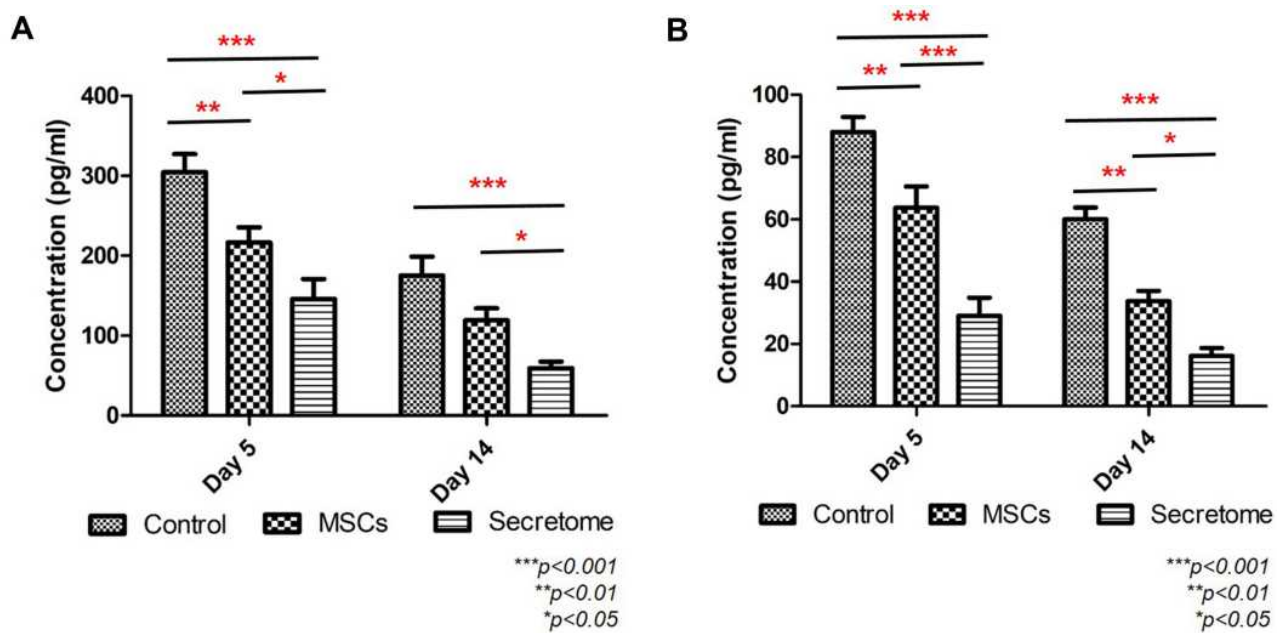 A
***
*
**
400
300
200
100
0
Concentration (pg/ml)
***
*
Day 5
Day 14
Control
MSCs
Secretome
***p<0.001
**p<0.01
*p<0.05
B
***
***
**
100
80
60
40
20
0
Concentration (pg/ml)
***
*
**
Day 5
Day 14
Control
MSCs
Secretome
***p<0.001
**p<0.01
*p<0.05